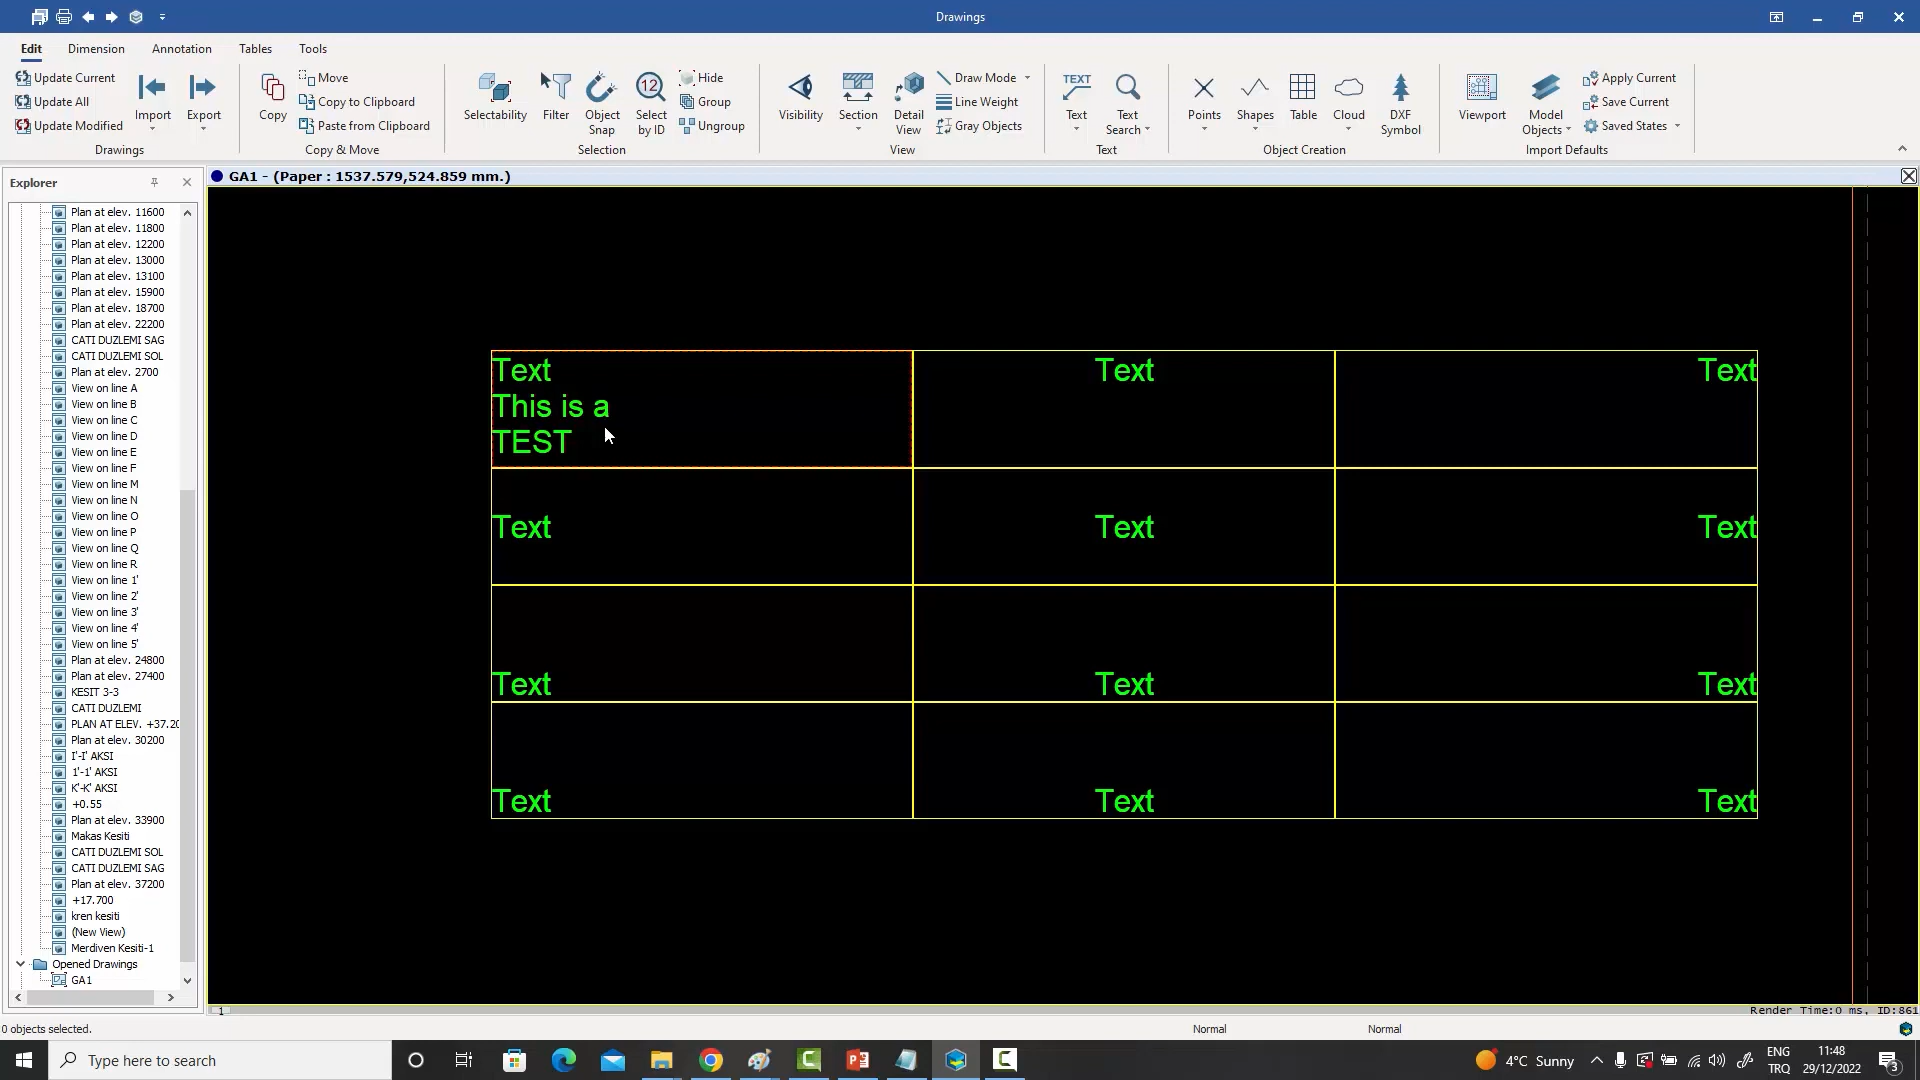 Drawings
Edit Dimension Annotation Tables Tools
Update Current
Update All
Update Modified
Import
Export
Drawings
Copy
Move
Copy to Clipboard
Paste from Clipboard
Copy & Move
Selectability
Filter
Object Snap
12
Select by ID
Hide
Group
Ungroup
Selection
Visibility
Section
Detail View
Draw Mode
Line Weight
Gray Objects
View
TEXT
Text
Text Search
Text
Points
Shapes
Table
Cloud
DXF Symbol
Object Creation
Viewport
Model Objects
Apply Current
Save Current
Saved States
Import Defaults
Explorer
GA1 - (Paper : 1537.579,524.859 mm.)
Plan at elev. 11600
Plan at elev. 11800
Plan at elev. 12200
Plan at elev. 13000
Plan at elev. 13100
Plan at elev. 15900
Plan at elev. 18700
Plan at elev. 22200
CATI DUZLEMI SAG
CATI DUZLEMI SOL
Plan at elev. 2700
View on line A
View on line B
View on line C
View on line D
View on line E
View on line F
View on line M
View on line N
View on line O
View on line P
View on line Q
View on line R
View on line 1'
View on line 2'
View on line 3'
View on line 4'
View on line 5'
Plan at elev. 24800
Plan at elev. 27400
KESIT 3-3
CATI DUZLEMI
PLAN AT ELEV. +37.20
Plan at elev. 30200
I'-I' AKSI
1'-1' AKSI
K'-K' AKSI
+0.55
Plan at elev. 33900
Makas Kesiti
CATI DUZLEMI SOL
CATI DUZLEMI SAG
Plan at elev. 37200
+17.700
kren kesiti
(New View)
Merdiven Kesiti-1
Opened Drawings
GA1
Text Text Text
This is a
TEST
Text Text Text
Text Text Text
Text Text Text
1
Render Time:0 ms. ID:861
0 objects selected.
Normal Normal
Type here to search
4°C Sunny
ENG
TRQ
11:48
29/12/2022
3